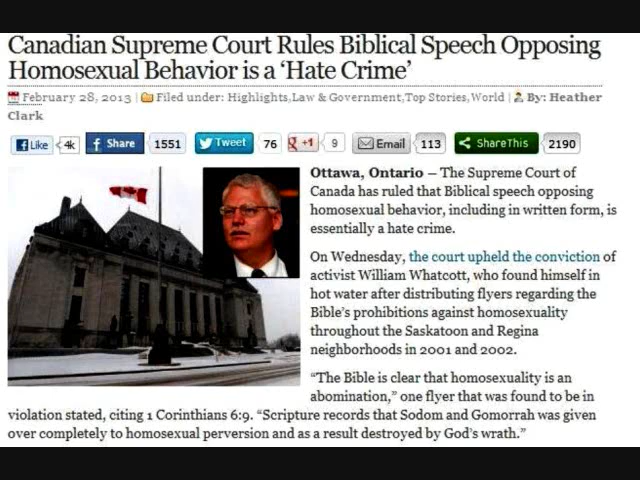 Canadian Supreme Court Rules Biblical Speech Opposing
Homosexual Behavior is a ‘Hate Crime’
February 28, 2013 | Filed under: Highlights,Law & Government,Top Stories,World | By: Heather
Clark
Like 4k f Share 1551 Tweet 76 g +1 9 Email 113 ShareThis 2190
Ottawa, Ontario – The Supreme Court of
Canada has ruled that Biblical speech opposing
homosexual behavior, including in written form, is
essentially a hate crime.
On Wednesday, the court upheld the conviction of
activist William Whatcott, who found himself in
hot water after distributing flyers regarding the
Bible’s prohibitions against homosexuality
throughout the Saskatoon and Regina
neighborhoods in 2001 and 2002.
“The Bible is clear that homosexuality is an
abomination,” one flyer that was found to be in
violation stated, citing 1 Corinthians 6:9. “Scripture records that Sodom and Gomorrah was given
over completely to homosexual perversion and as a result destroyed by God’s wrath.”